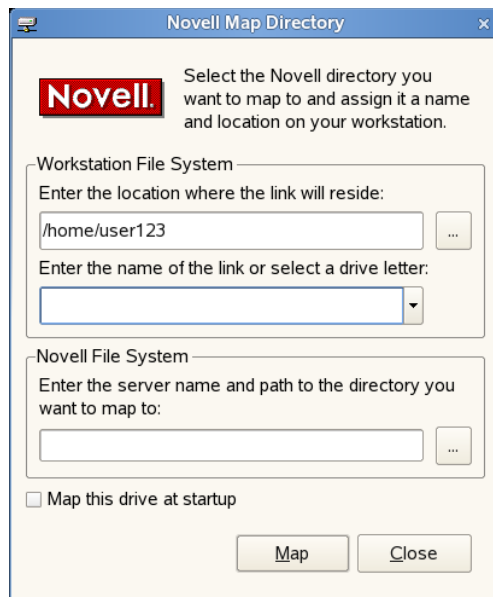 Novell Map Directory
Novell.
Select the Novell directory you
want to map to and assign it a name
and location on your workstation.
Workstation File System
Enter the location where the link will reside:
/home/user123
...
Enter the name of the link or select a drive letter:
Novell File System
Enter the server name and path to the directory you
want to map to:
...
Map this drive at startup
Map
Close